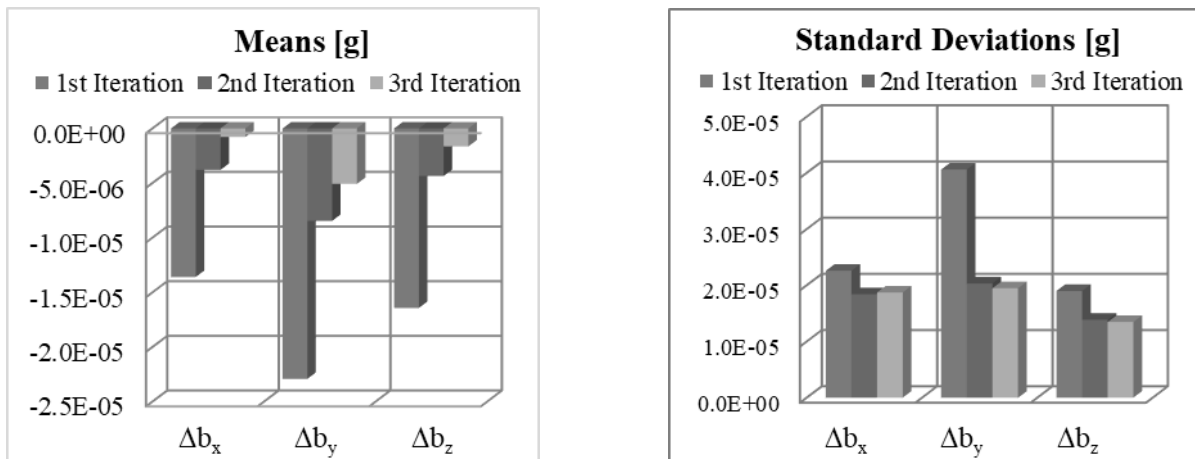 Means [g]
1st Iteration 2nd Iteration 3rd Iteration
0.0E+00
-5.0E-06
-1.0E-05
-1.5E-05
-2.0E-05
-2.5E-05
Δbx Δby Δbz
Standard Deviations [g]
1st Iteration 2nd Iteration 3rd Iteration
5.0E-05
4.0E-05
3.0E-05
2.0E-05
1.0E-05
0.0E+00
Δbx Δby Δbz